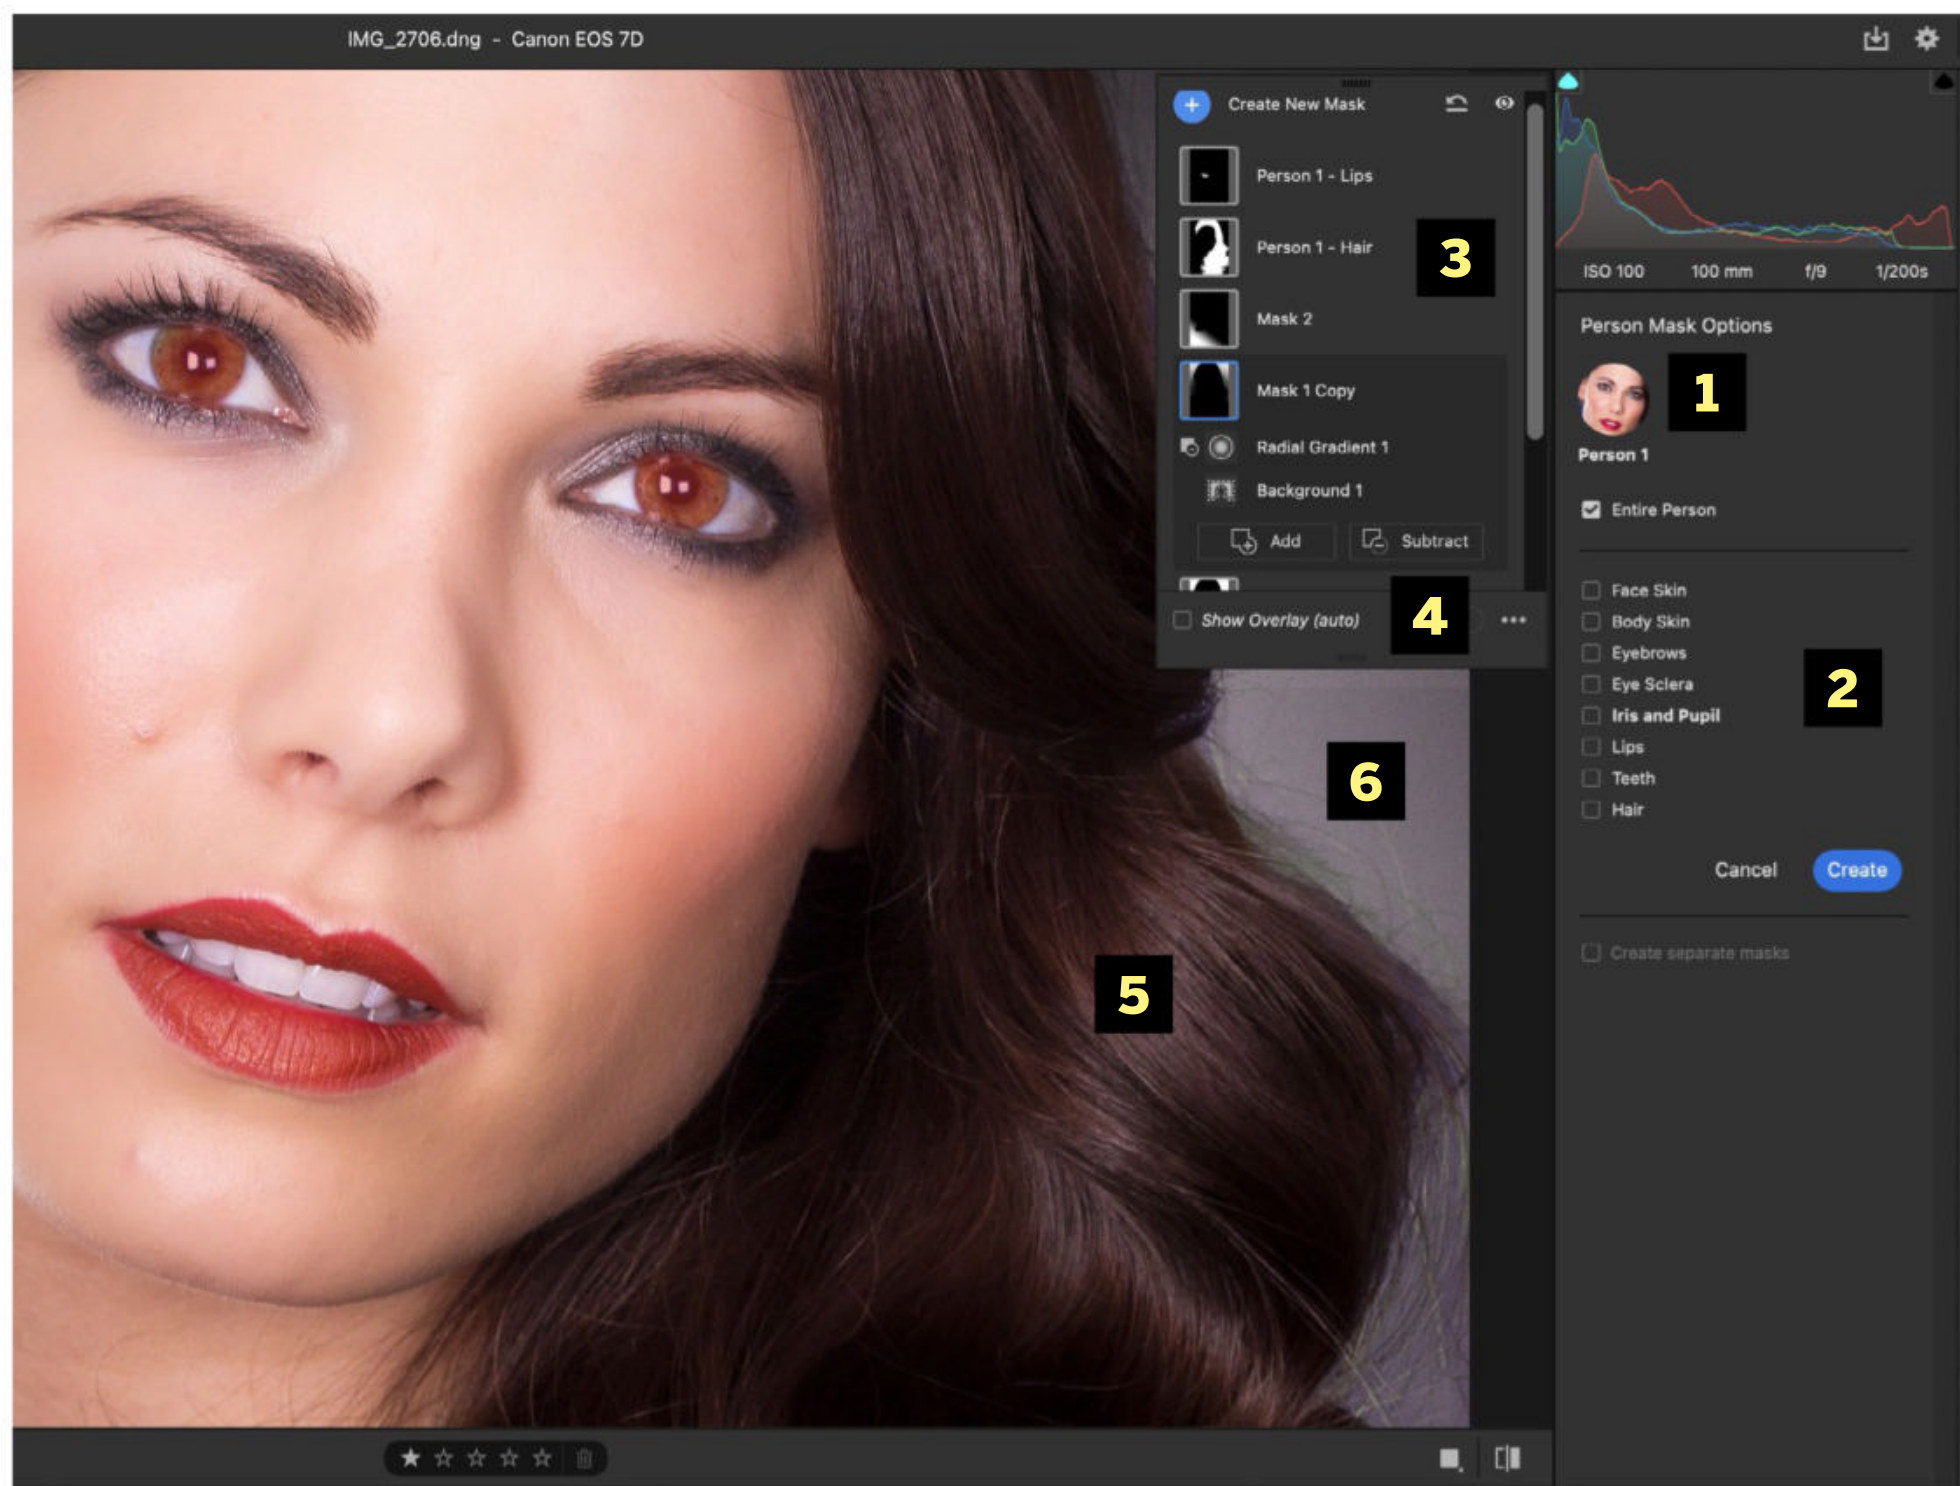 IMG_2706.dng - Canon EOS 7D
Create New Mask
Person 1 - Lips
Person 1 - Hair
3
Mask 2
Mask 1 Copy
Radial Gradient 1
Background 1
Add Subtract
Show Overlay (auto)
4
ISO 100 100 mm f/9 1/200s
Person Mask Options
1
Person 1
Entire Person
Face Skin
Body Skin
Eyebrows
Eye Sclera
2
Iris and Pupil
Lips
Teeth
Hair
Cancel Create
Create separate masks
6
5